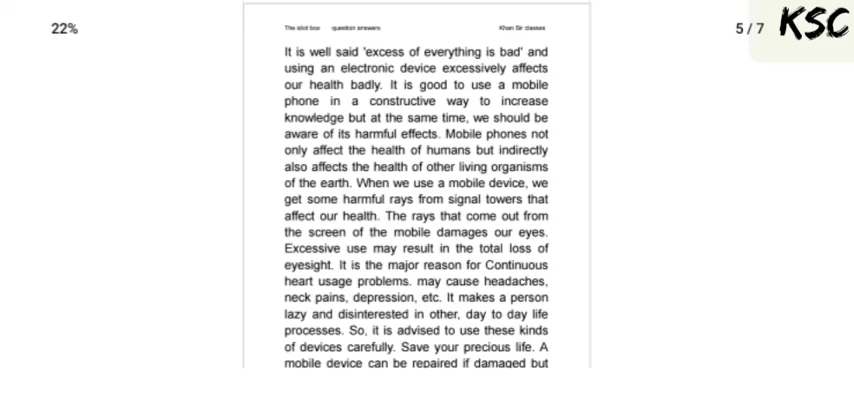 22%
5 / 7
KSC
The idiot box question answers Khan Sir classes
It is well said 'excess of everything is bad' and
using an electronic device excessively affects
our health badly. It is good to use a mobile
phone in a constructive way to increase
knowledge but at the same time, we should be
aware of its harmful effects. Mobile phones not
only affect the health of humans but indirectly
also affects the health of other living organisms
of the earth. When we use a mobile device, we
get some harmful rays from signal towers that
affect our health. The rays that come out from
the screen of the mobile damages our eyes.
Excessive use may result in the total loss of
eyesight. It is the major reason for Continuous
heart usage problems. may cause headaches,
neck pains, depression, etc. It makes a person
lazy and disinterested in other, day to day life
processes. So, it is advised to use these kinds
of devices carefully. Save your precious life. A
mobile device can be repaired if damaged but